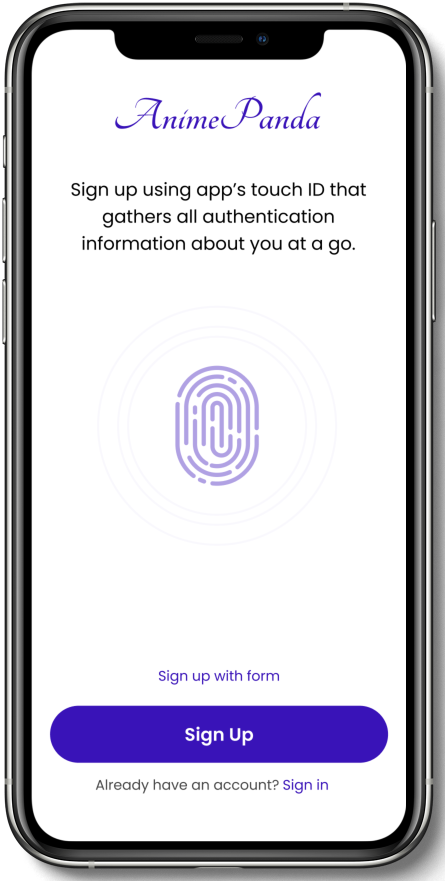 AnimePanda
Sign up using app’s touch ID that
gathers all authentication
information about you at a go.
Sign up with form
Sign Up
Already have an account? Sign in